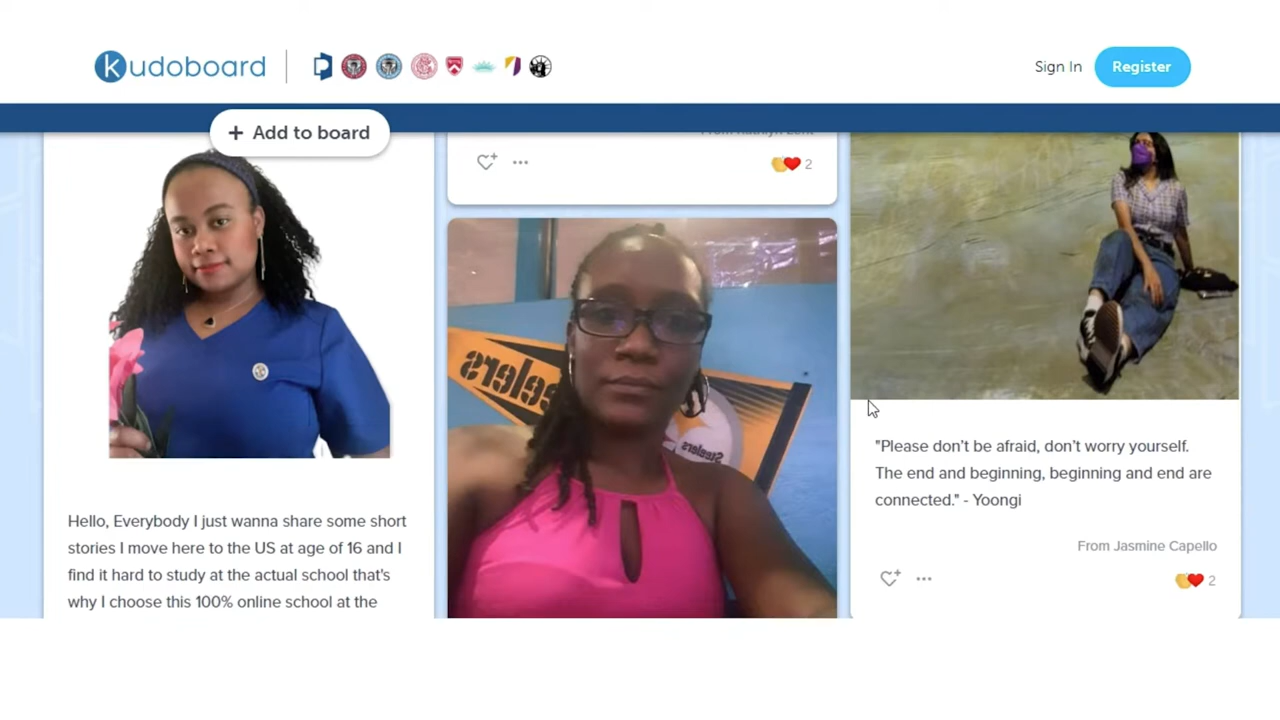 kudoboard
Sign In
Register
+ Add to board
2
Steelers
Steelers
"Please don't be afraid, don't worry yourself.
The end and beginning, beginning and end are
connected." - Yoongi
From Jasmine Capello
2
Hello, Everybody I just wanna share some short
stories I move here to the US at age of 16 and I
find it hard to study at the actual school that's
why I choose this 100% online school at the